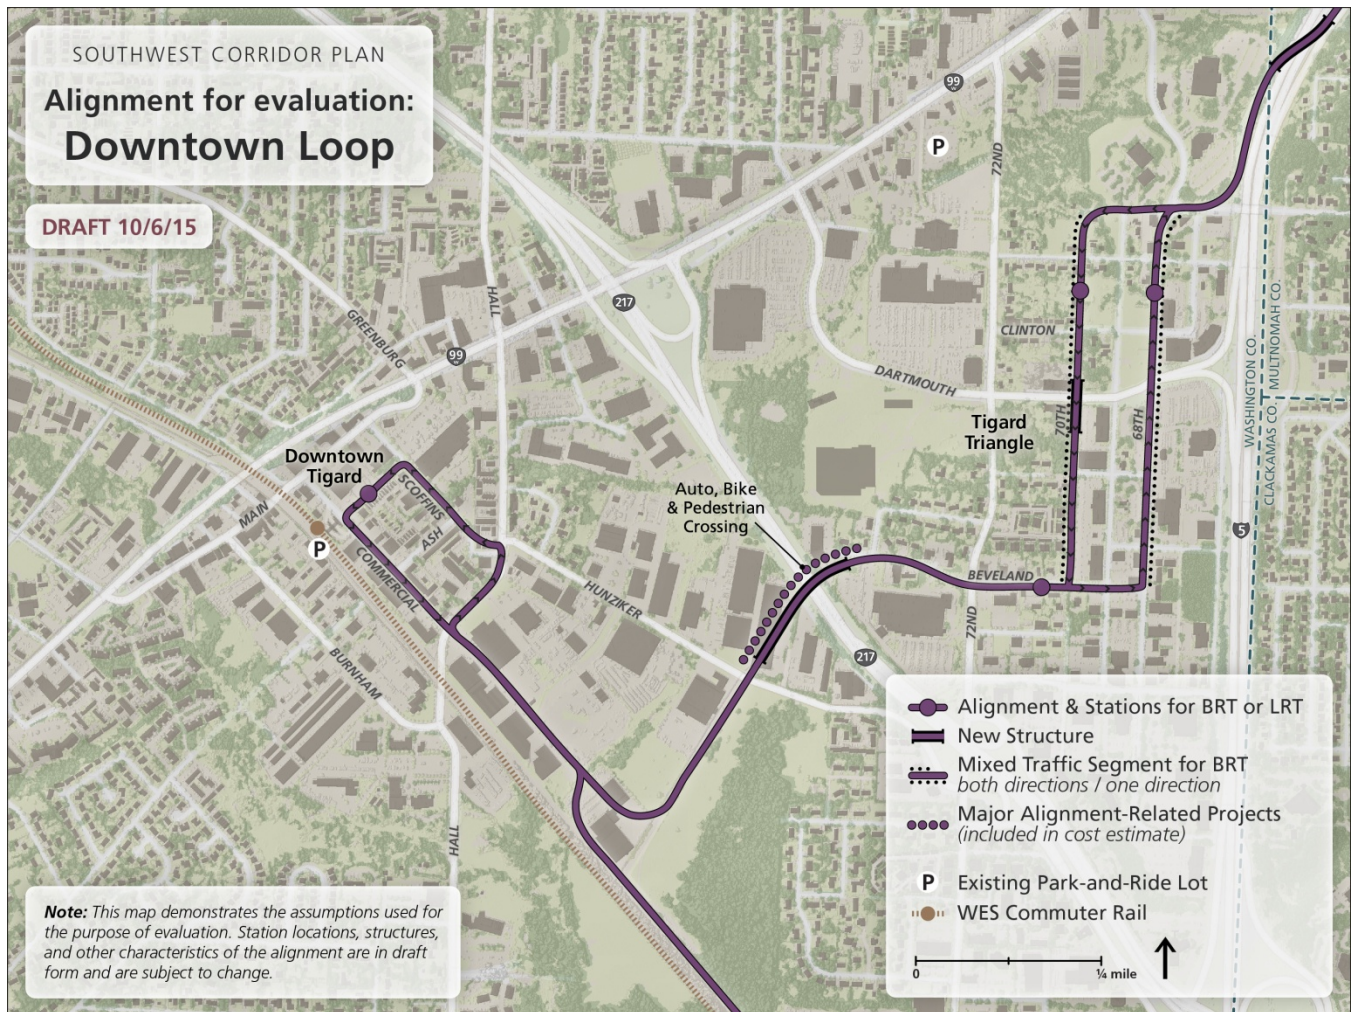 SOUTHWEST CORRIDOR PLAN
Alignment for evaluation:
Downtown Loop
DRAFT 10/6/15
99
P
72ND
217
HALL
GREENBURG
99
CLINTON
DARTMOUTH
70TH
68TH
WASHINGTON CO.
MULTNOMAH CO.
CLACKAMAS CO.
Tigard
Triangle
Downtown
Tigard
SCOFFINS
ASH
MAIN
P
COMMERCIAL
Auto, Bike
& Pedestrian
Crossing
5
BEVELAND
HUNZIKER
72ND
217
BURNHAM
HALL
Alignment & Stations for BRT or LRT
New Structure
Mixed Traffic Segment for BRT
both directions / one direction
Major Alignment-Related Projects
(included in cost estimate)
P Existing Park-and-Ride Lot
WES Commuter Rail
0 ¼ mile
Note: This map demonstrates the assumptions used for
the purpose of evaluation. Station locations, structures,
and other characteristics of the alignment are in draft
form and are subject to change.